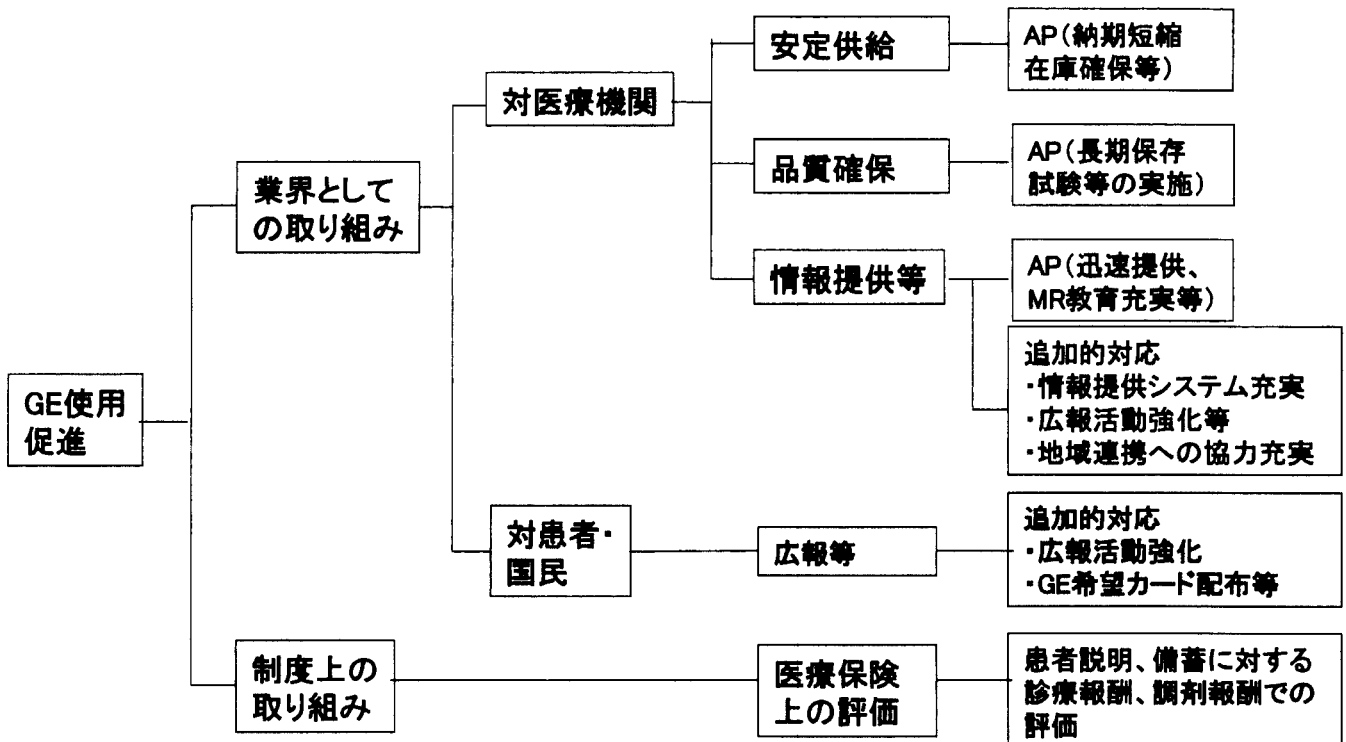 GE使用
促進
業界として
の取り組み
対医療機関
安定供給
AP(納期短縮
在庫確保等)
品質確保
AP(長期保存
試験等の実施)
情報提供等
AP(迅速提供、
MR教育充実等)
追加的対応
・情報提供システム充実
・広報活動強化等
・地域連携への協力充実
対患者・
国民
広報等
追加的対応
・広報活動強化
・GE希望カード配布等
制度上の
取り組み
医療保険
上の評価
患者説明、備蓄に対する
診療報酬、調剤報酬での
評価